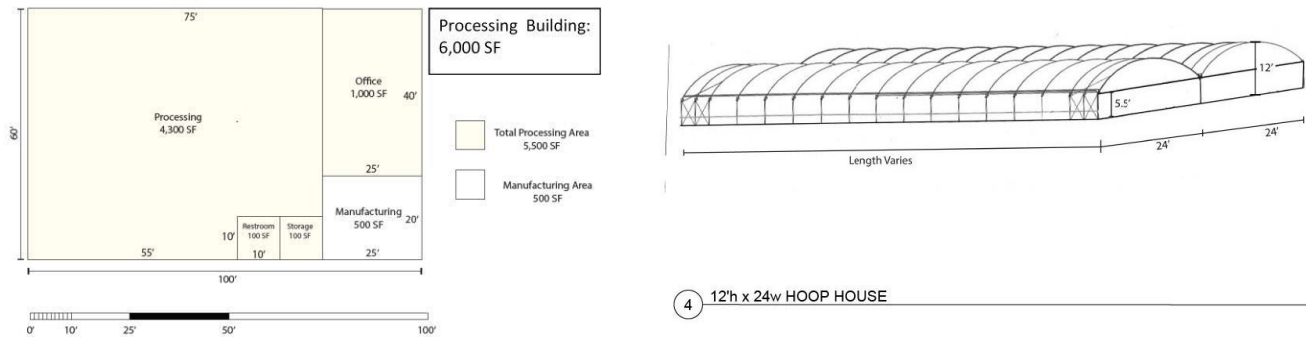 75'
Processing Building:
6,000 SF
Office
1,000 SF
40'
60'
Processing
4,300 SF
Total Processing Area
5,500 SF
25'
Manufacturing Area
500 SF
Manufacturing
500 SF
20'
Restroom
100 SF
Storage
100 SF
10'
55'
10'
25'
100'
0'
10'
25'
50'
100'
12'
5.5'
24'
24'
Length Varies
4
12'h x 24w HOOP HOUSE